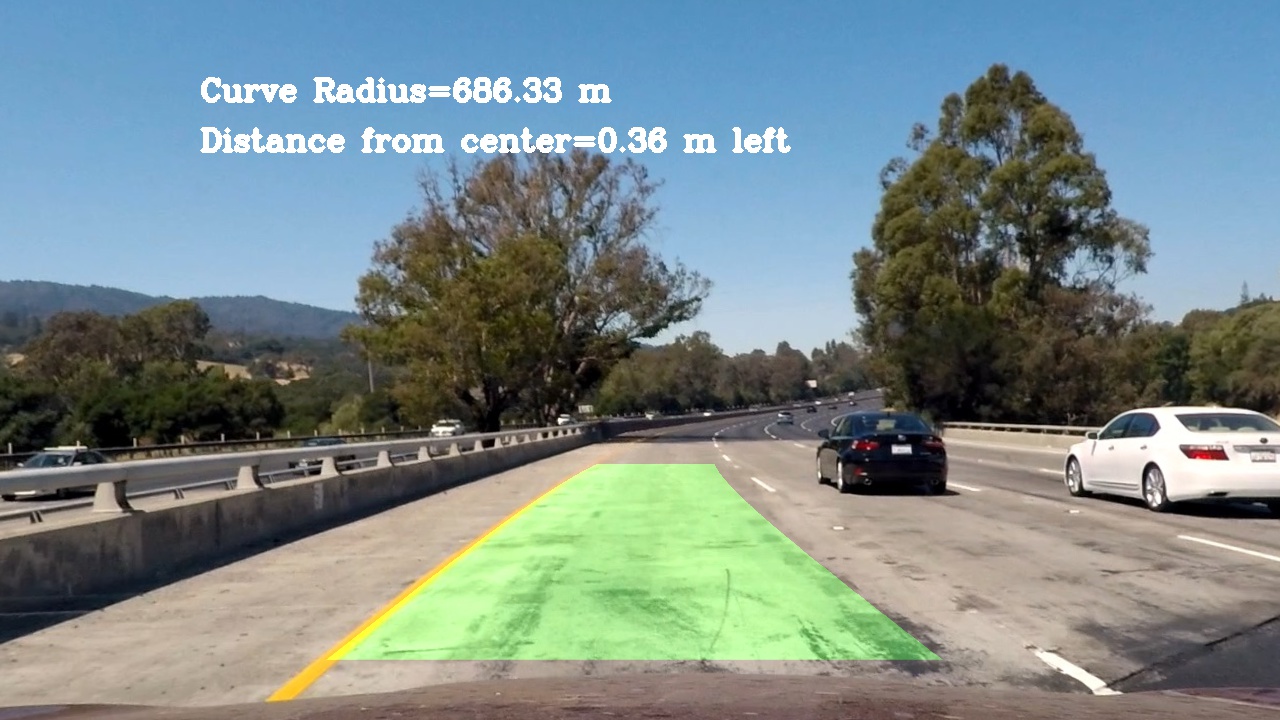 Curve Radius=686.33 m
Distance from center=0.36 m left